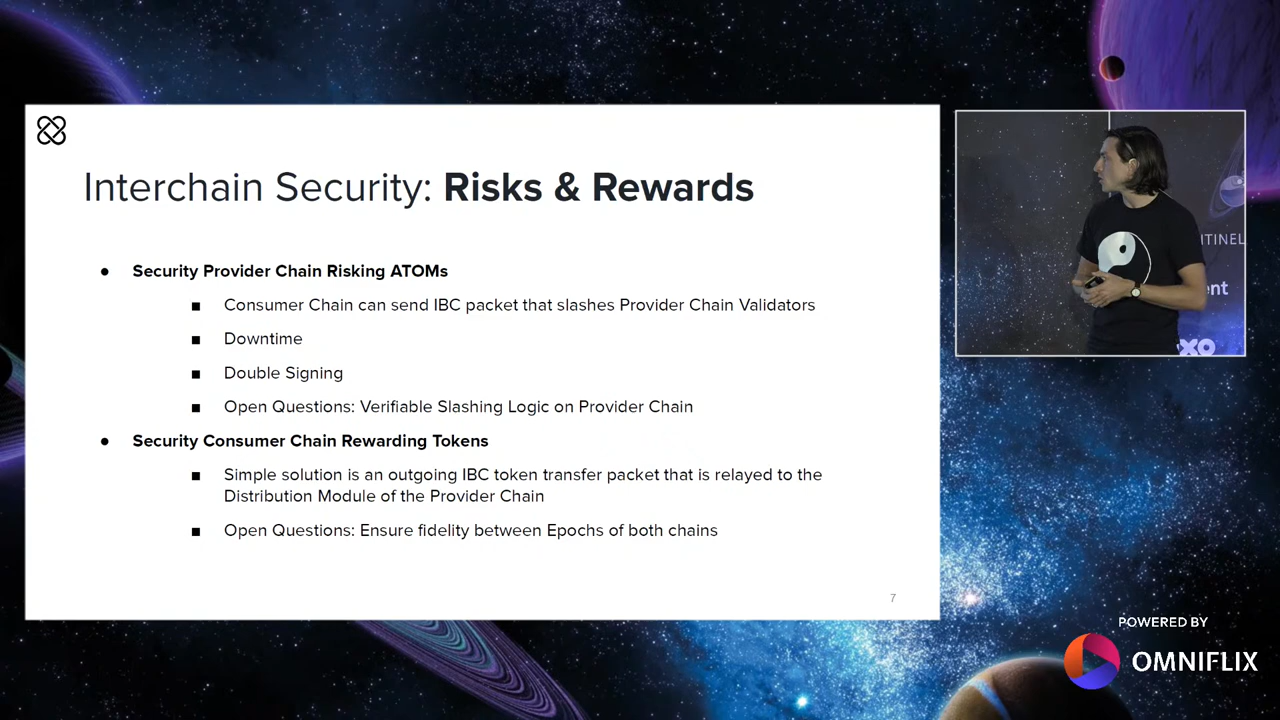 Interchain Security: Risks & Rewards
● Security Provider Chain Risking ATOMs
■ Consumer Chain can send IBC packet that slashes Provider Chain Validators
■ Downtime
■ Double Signing
■ Open Questions: Verifiable Slashing Logic on Provider Chain
● Security Consumer Chain Rewarding Tokens
■ Simple solution is an outgoing IBC token transfer packet that is relayed to the
Distribution Module of the Provider Chain
■ Open Questions: Ensure fidelity between Epochs of both chains
7
POWERED BY
OMNIFLIX